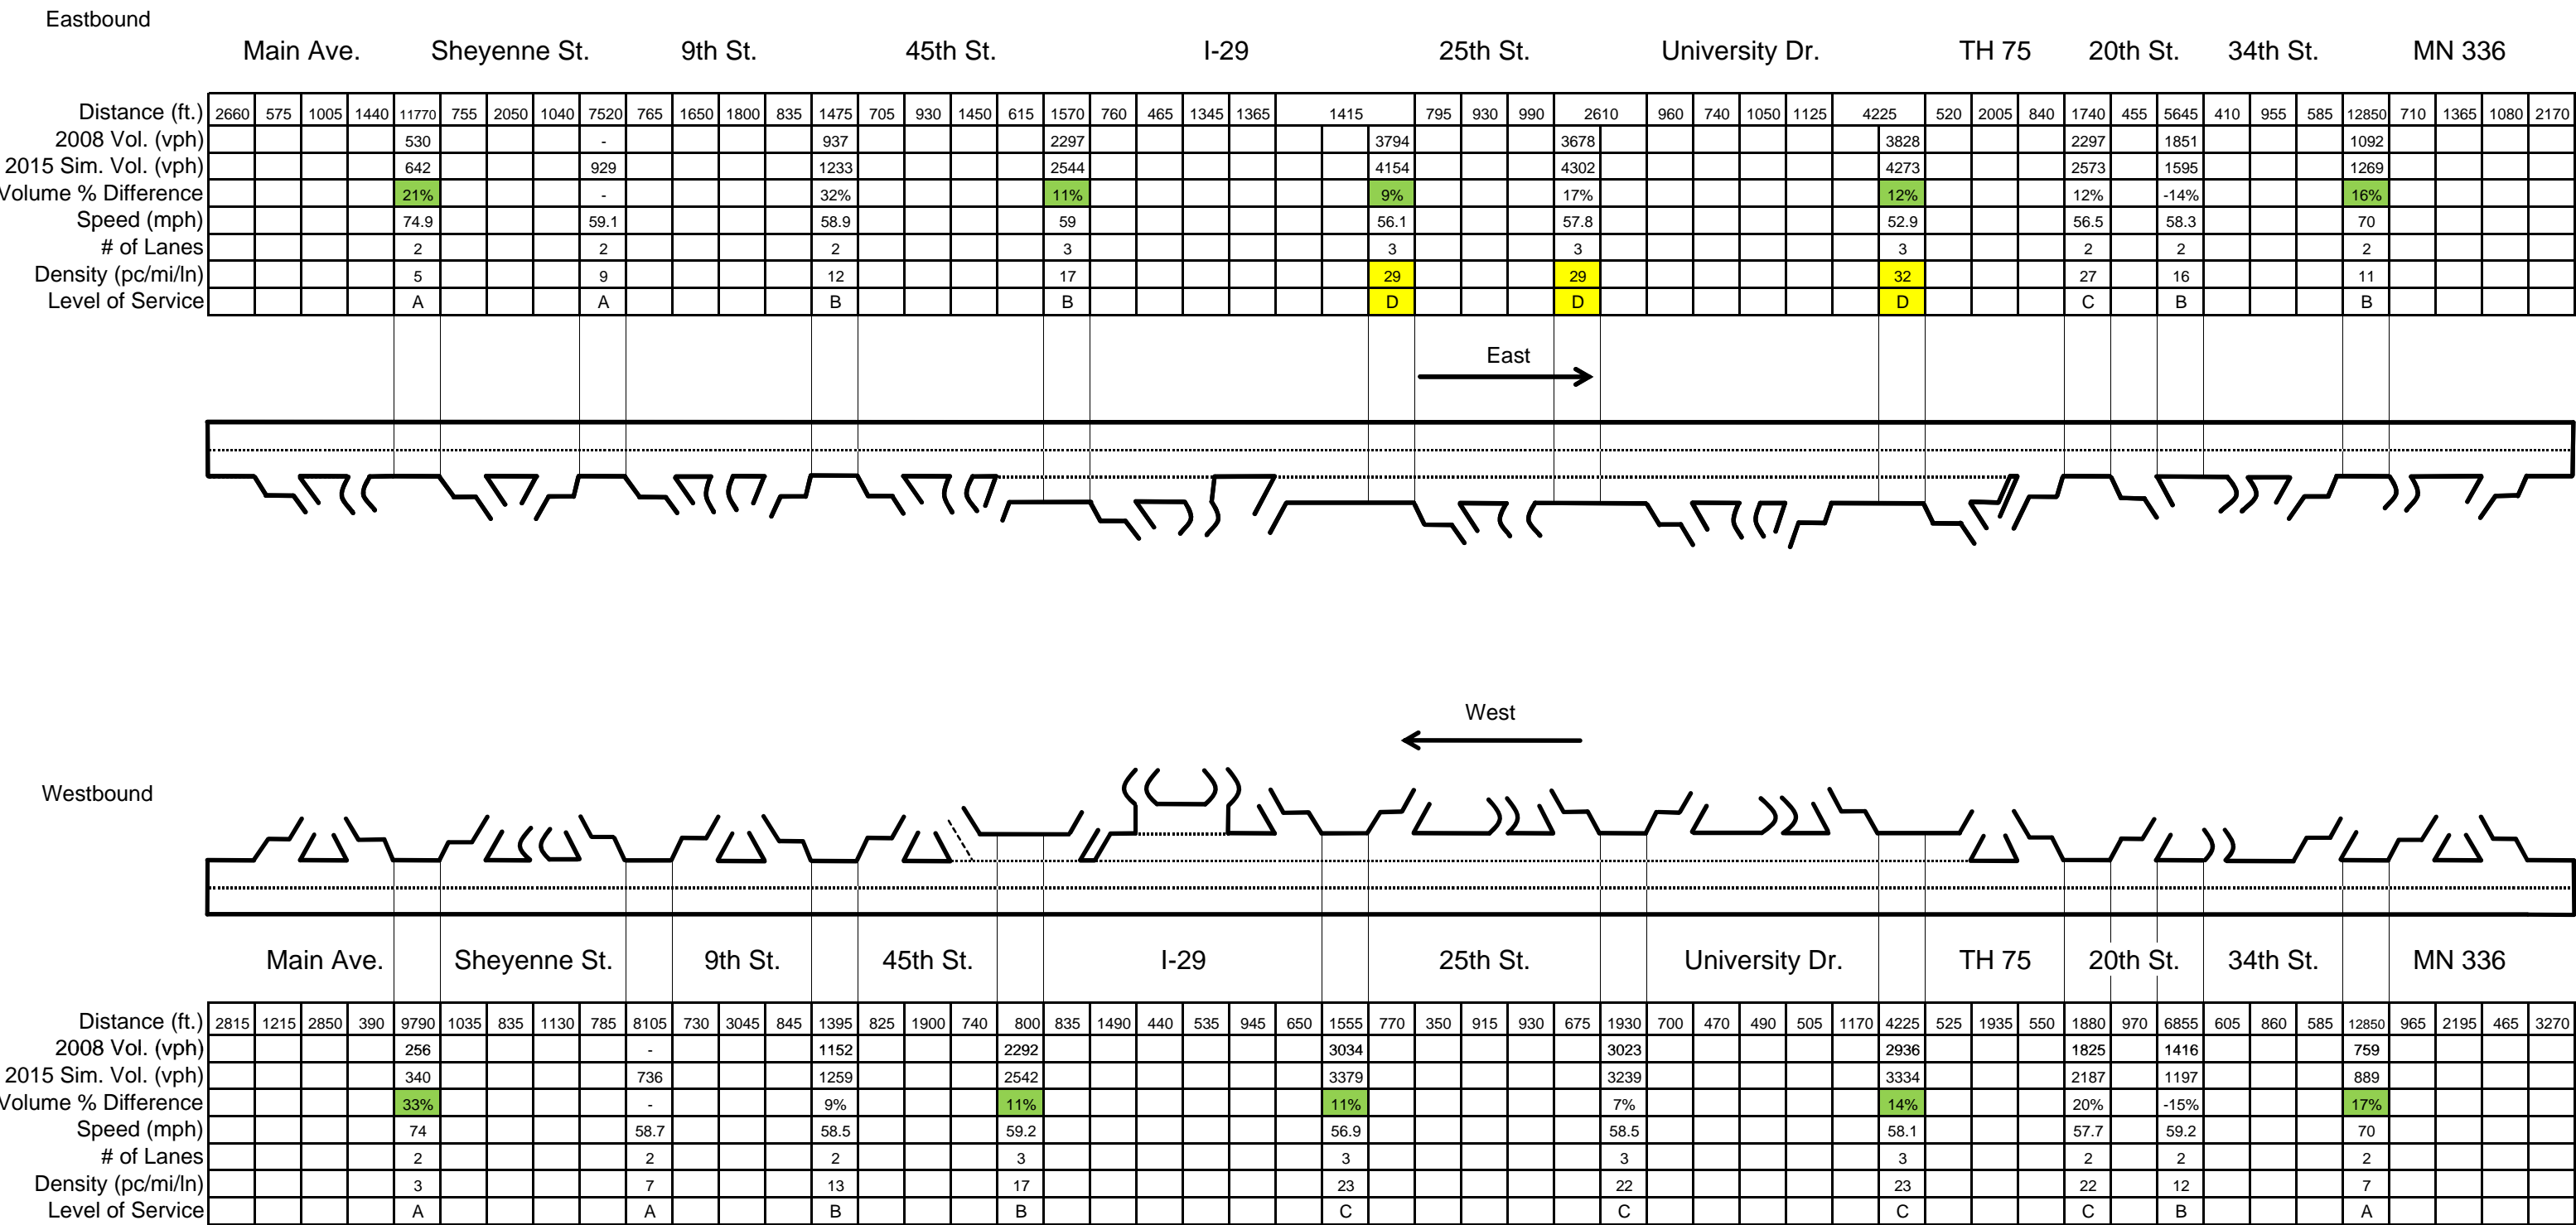 Eastbound
Main Ave. Sheyenne St. 9th St. 45th St. I-29 25th St. University Dr. TH 75 20th St. 34th St. MN 336
Distance (ft.) 2660 575 1005 1440 11770 755 2050 1040 7520 765 1650 1800 835 1475 705 930 1450 615 1570 760 465 1345 1365 1415 795 930 990 2610 960 740 1050 1125 4225 520 2005 840 1740 455 5645 410 955 585 12850 710 1365 1080 2170
2008 Vol. (vph) 530 - 937 2297 3794 3678 3828 2297 1851 1092
2015 Sim. Vol. (vph) 642 929 1233 2544 4154 4302 4273 2573 1595 1269
Volume % Difference 21% - 32% 11% 9% 17% 12% 12% -14% 16%
Speed (mph) 74.9 59.1 58.9 59 56.1 57.8 52.9 56.5 58.3 70
# of Lanes 2 2 2 3 3 3 3 2 2 2
Density (pc/mi/ln) 5 9 12 17 29 29 32 27 16 11
Level of Service A A B B D D D C B B
East
West
Westbound
Main Ave. Sheyenne St. 9th St. 45th St. I-29 25th St. University Dr. TH 75 20th St. 34th St. MN 336
Distance (ft.) 2815 1215 2850 390 9790 1035 835 1130 785 8105 730 3045 845 1395 825 1900 740 800 835 1490 440 535 945 650 1555 770 350 915 930 675 1930 700 470 490 505 1170 4225 525 1935 550 1880 970 6855 605 860 585 12850 965 2195 465 3270
2008 Vol. (vph) 256 - 1152 2292 3034 3023 2936 1825 1416 759
2015 Sim. Vol. (vph) 340 736 1259 2542 3379 3239 3334 2187 1197 889
Volume % Difference 33% - 9% 11% 11% 7% 14% 20% -15% 17%
Speed (mph) 74 58.7 58.5 59.2 56.9 58.5 58.1 57.7 59.2 70
# of Lanes 2 2 2 3 3 3 3 2 2 2
Density (pc/mi/ln) 3 7 13 17 23 22 23 22 12 7
Level of Service A A B B C C C C B A